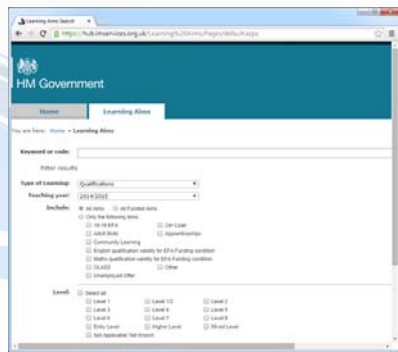 Learning Aims Search
https://hub.imservices.org.uk/Learning%20Aims/Pages/default.aspx
HM Government
Home Learning Aims
You are here: Home Learning Aims
Keyword or code:
Filter results
Type of Learning: Qualifications
Teaching year: 2014/2015
Include: All Aims All Funded Aims
Only the following Aims
16-19 EFA 24+ Loan
Adult Skills Apprenticeships
Community Learning
English qualification validity for EFA Funding condition
Maths qualification validity for EFA Funding condition
OLASS Other
Unemployed Offer
Level: Select all
Level 1 Level 1/2 Level 2
Level 3 Level 4 Level 5
Level 6 Level 7 Level 8
Entry Level Higher Level Mixed Level
Not Applicable/ Not Known